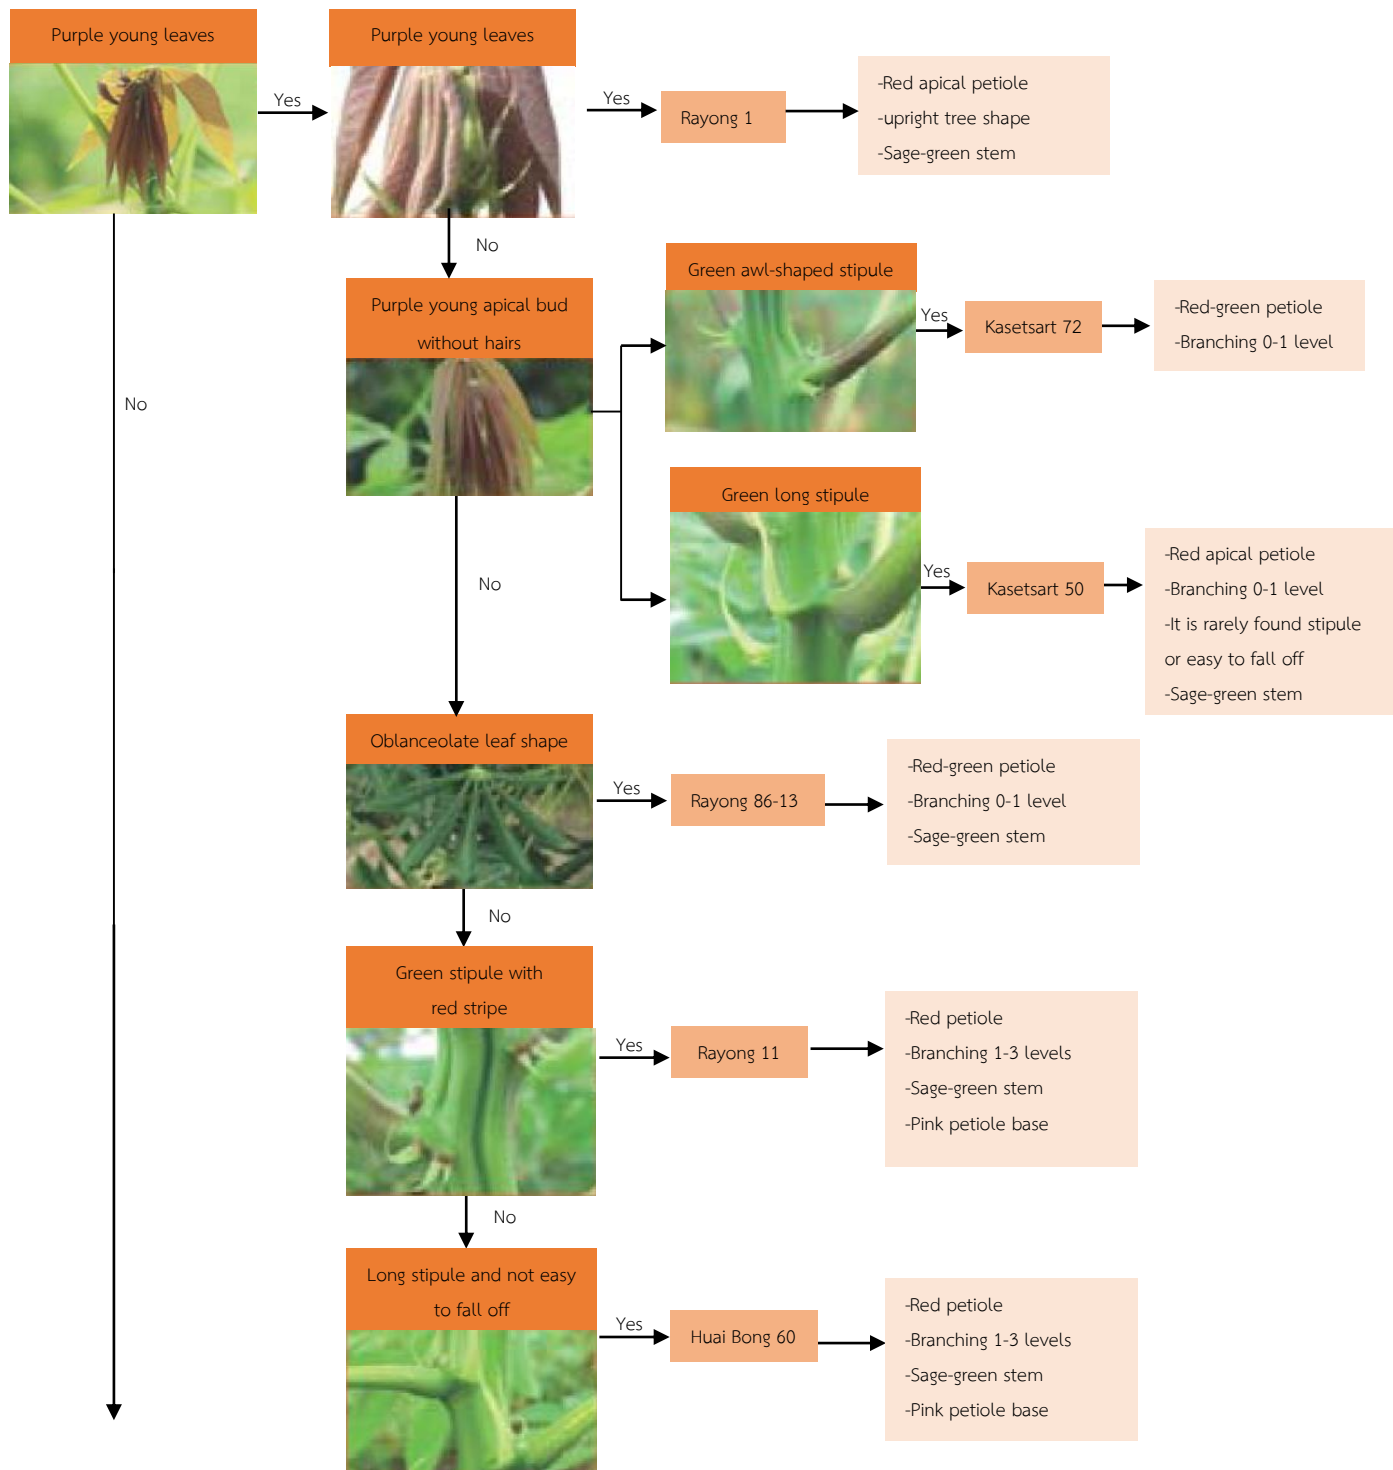 Purple young leaves
Yes
Purple young leaves
Yes
Rayong 1
-Red apical petiole
-upright tree shape
-Sage-green stem
No
No
Purple young apical bud
without hairs
Green awl-shaped stipule
Yes
Kasetsart 72
-Red-green petiole
-Branching 0-1 level
Green long stipule
Yes
Kasetsart 50
-Red apical petiole
-Branching 0-1 level
-It is rarely found stipule
or easy to fall off
-Sage-green stem
No
Oblanceolate leaf shape
Yes
Rayong 86-13
-Red-green petiole
-Branching 0-1 level
-Sage-green stem
No
Green stipule with
red stripe
Yes
Rayong 11
-Red petiole
-Branching 1-3 levels
-Sage-green stem
-Pink petiole base
No
Long stipule and not easy
to fall off
Yes
Huai Bong 60
-Red petiole
-Branching 1-3 levels
-Sage-green stem
-Pink petiole base